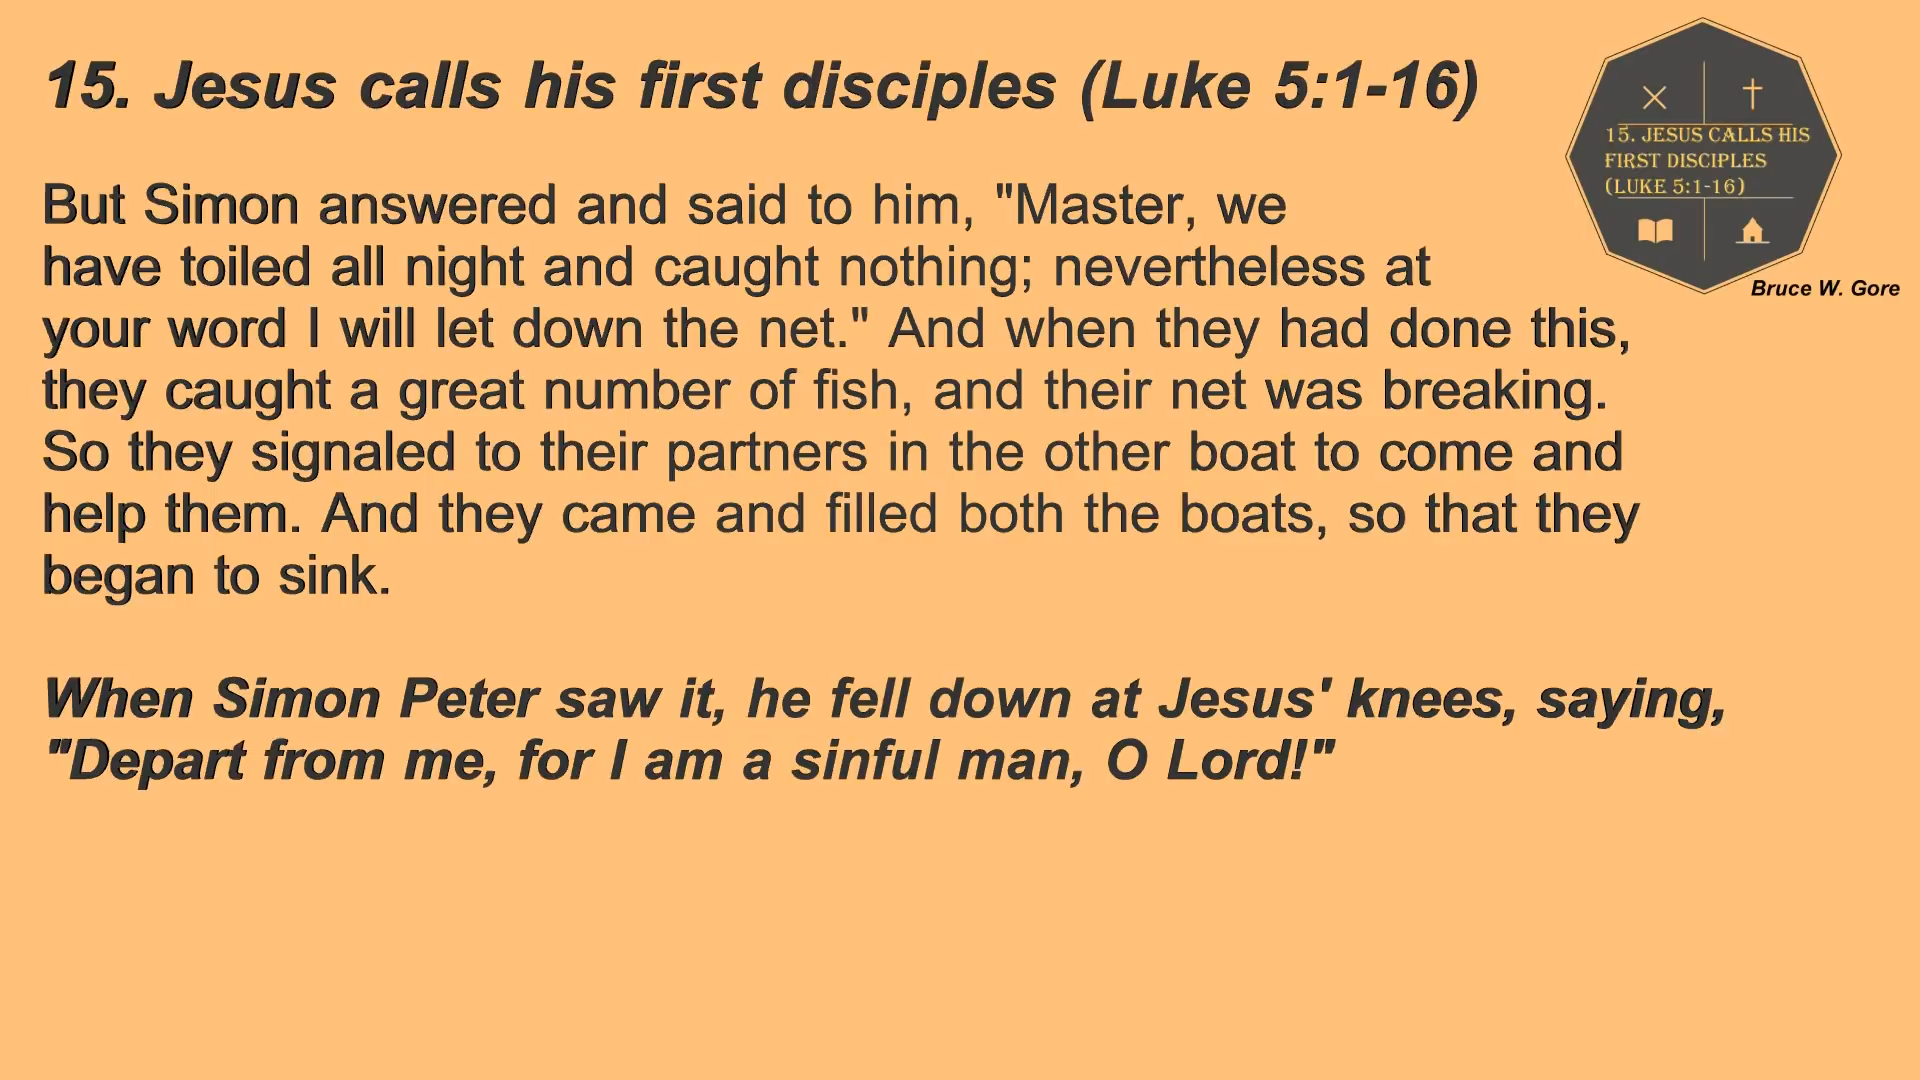 15. Jesus calls his first disciples (Luke 5:1-16)
15. JESUS CALLS HIS
FIRST DISCIPLES
(LUKE 5:1-16)
Bruce W. Gore
But Simon answered and said to him, "Master, we
have toiled all night and caught nothing; nevertheless at
your word I will let down the net." And when they had done this,
they caught a great number of fish, and their net was breaking.
So they signaled to their partners in the other boat to come and
help them. And they came and filled both the boats, so that they
began to sink.
When Simon Peter saw it, he fell down at Jesus' knees, saying,
"Depart from me, for I am a sinful man, O Lord!"